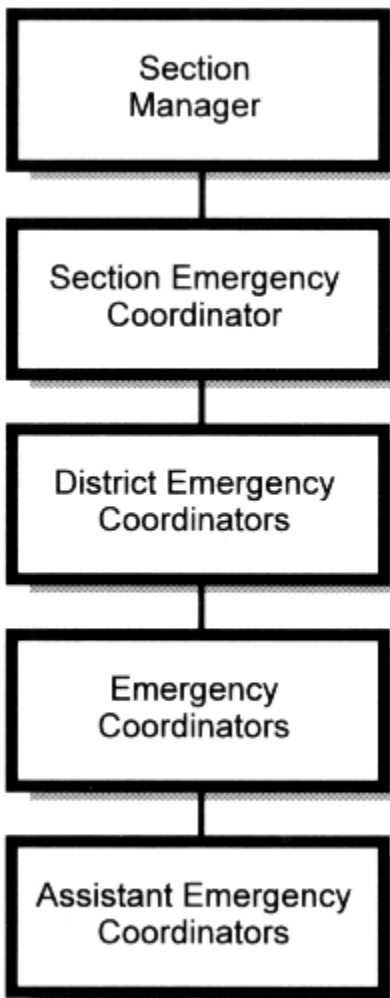 Section
Manager
Section Emergency
Coordinator
District Emergency
Coordinators
Emergency
Coordinators
Assistant Emergency
Coordinators